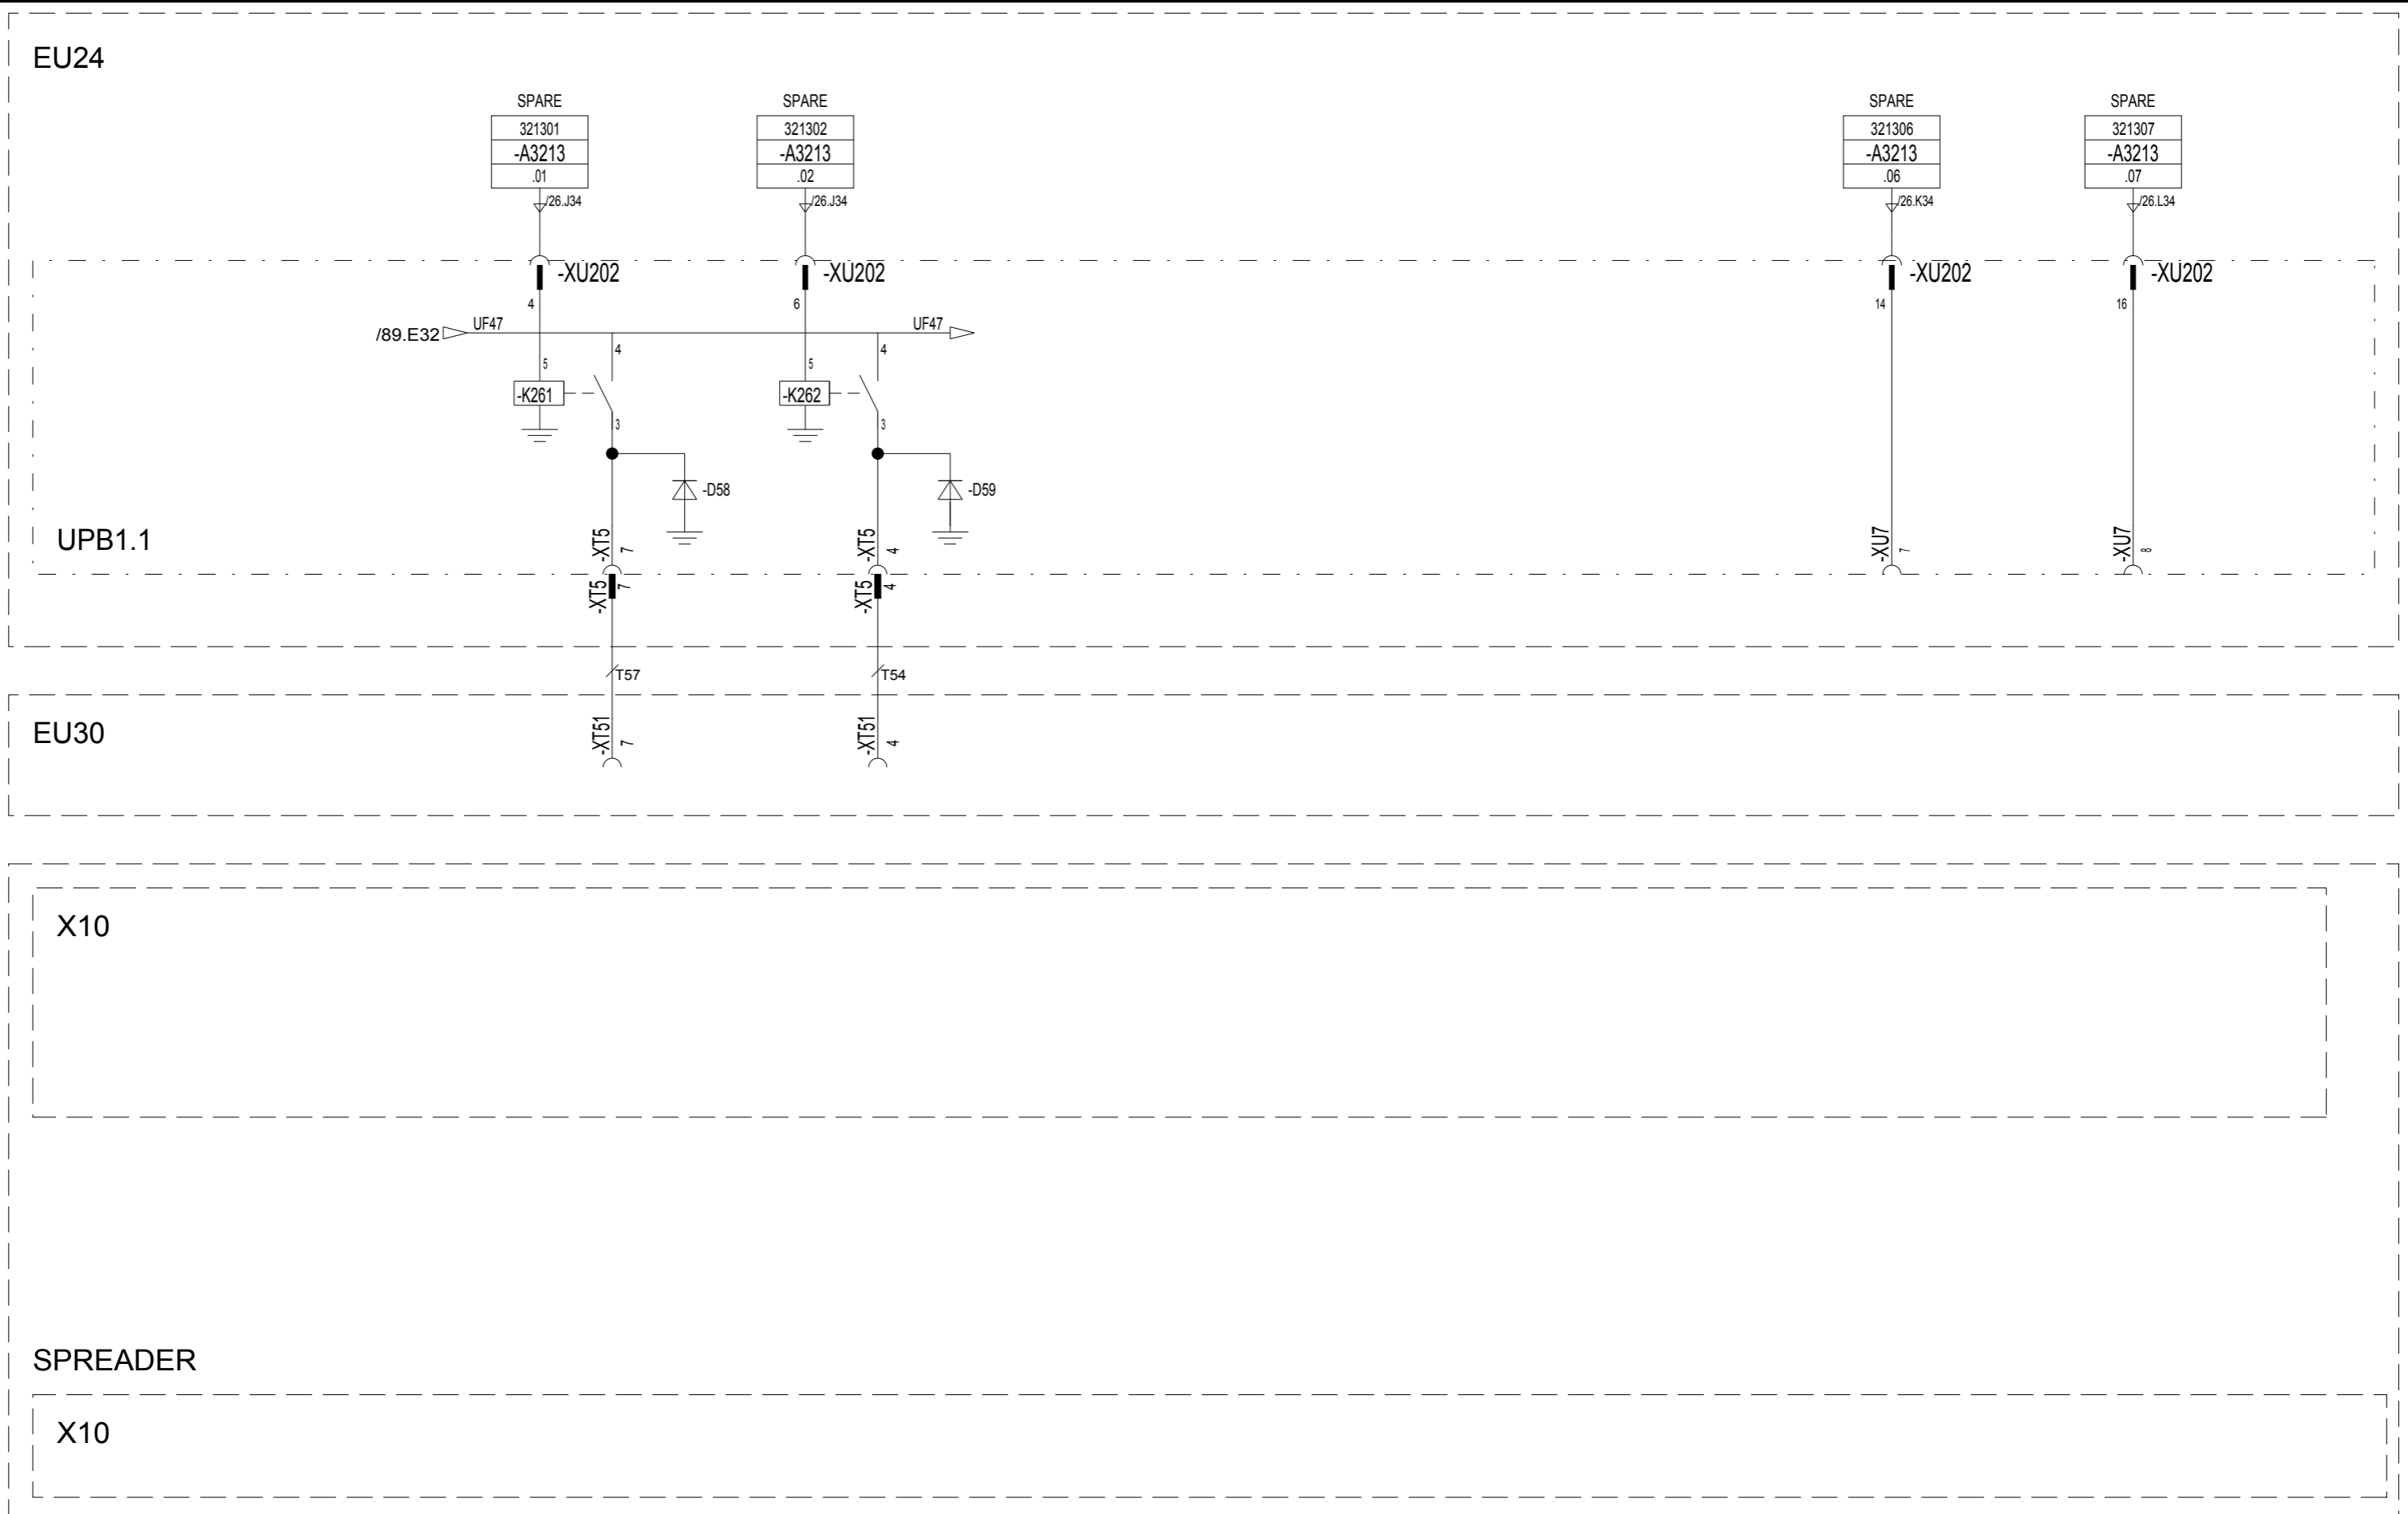 EU24
SPARE SPARE SPARE SPARE
321301 321302 321306 321307
-A3213 -A3213 -A3213 -A3213
.01 .02 .06 .07
/26.J34 /26.J34 /26.K34 /26.L34
-XU202 -XU202 -XU202 -XU202
4 6 14 16
/89.E32 UF47 UF47
4 4
5 5
-K261 -K262
3 3
-D58 -D59
UPB1.1
-XT5 7 -XT5 4 -XU7 7 -XU7 8
-XT5 7 -XT5 4
T57 T54
EU30
-XT51 7 -XT51 4
X10
SPREADER
X10